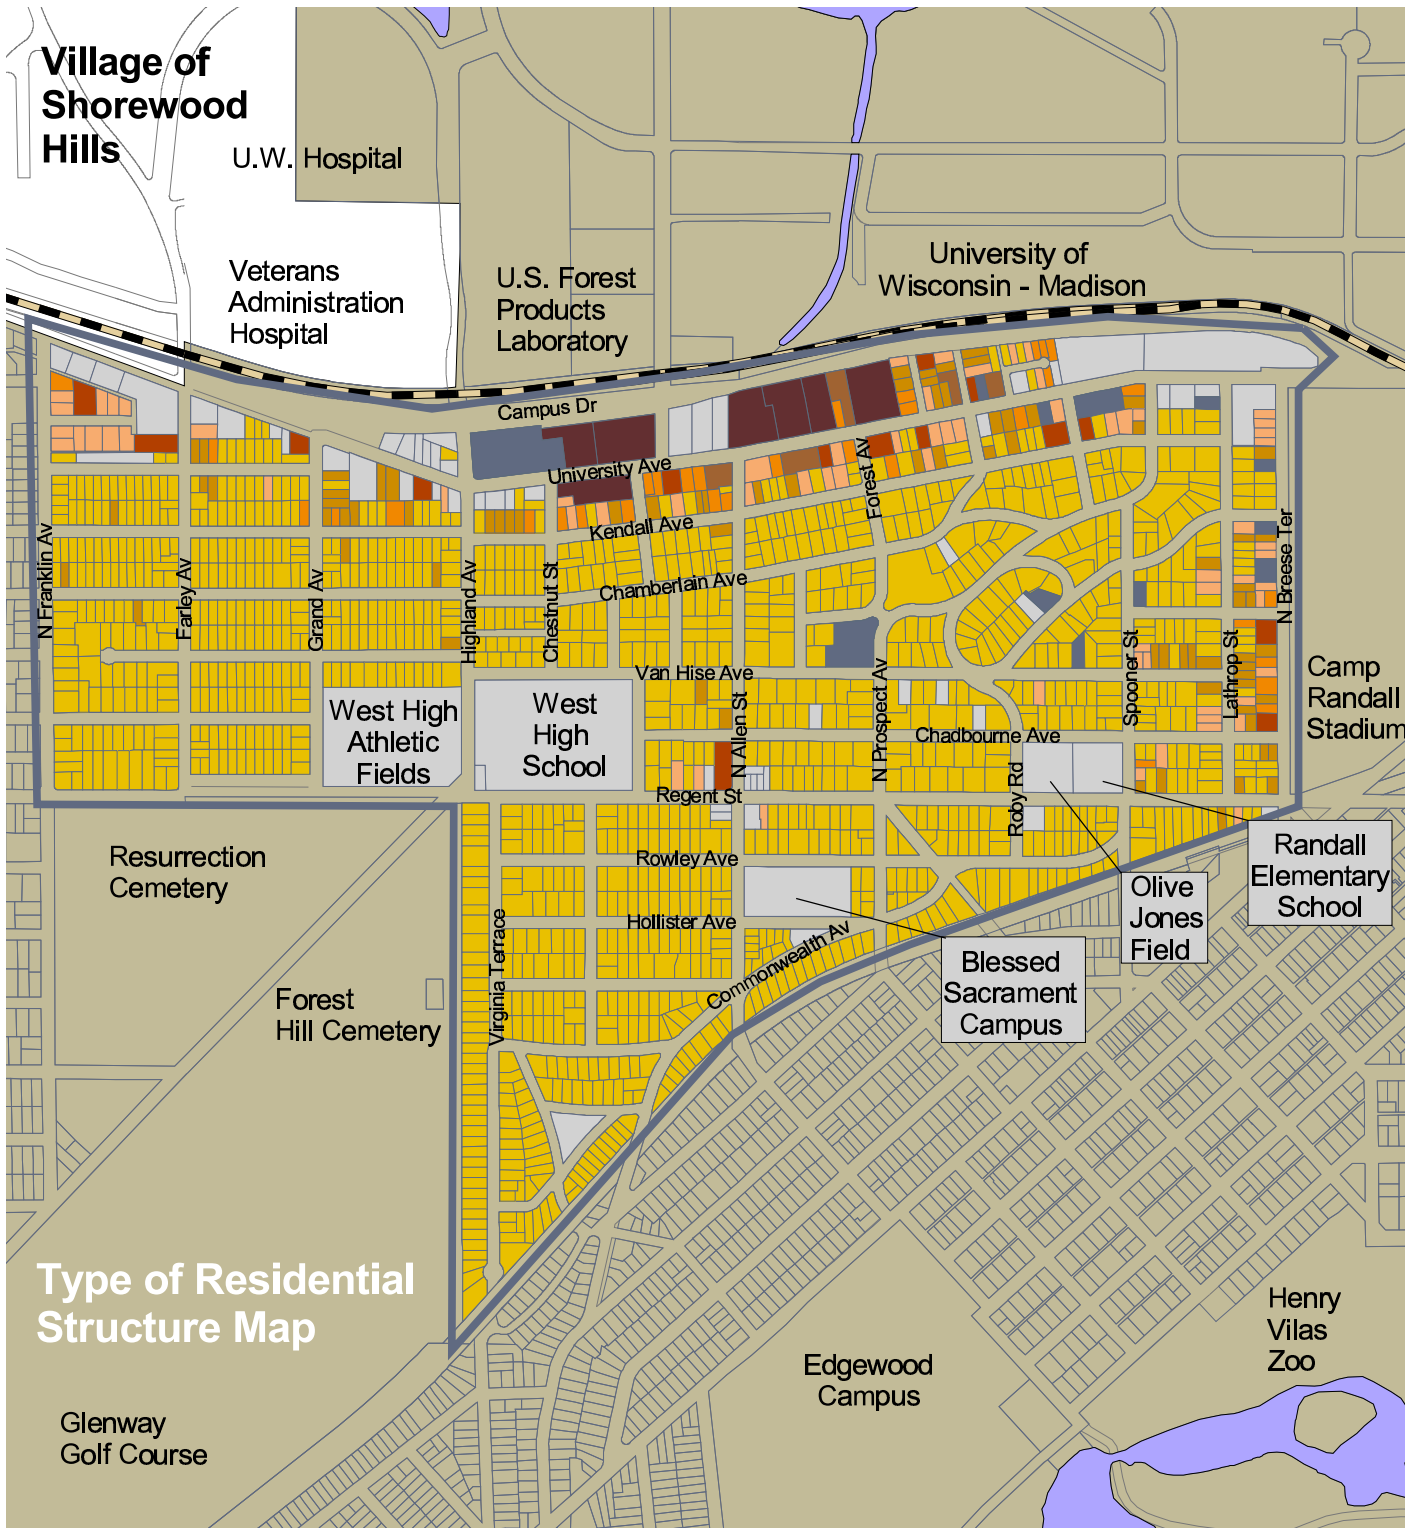 Village of
Shorewood
Hills
U.W. Hospital
Veterans
Administration
Hospital
U.S. Forest
Products
Laboratory
University of
Wisconsin - Madison
Campus Dr
University Ave
Kendall Ave
Chamberlain Ave
Forest Av
N Franklin Av
Farley Av
Grand Av
Highland Av
Chestnut St
N Breese Ter
Van Hise Ave
N Allen St
N Prospect Av
Spooner St
Lathrop St
Camp
Randall
Stadium
West High
Athletic
Fields
West
High
School
Chadbourne Ave
Regent St
Roby Rd
Rowley Ave
Hollister Ave
Commonwealth Av
Virginia Terrace
Resurrection
Cemetery
Forest
Hill Cemetery
Randall
Elementary
School
Olive
Jones
Field
Blessed
Sacrament
Campus
Type of Residential
Structure Map
Henry
Vilas
Zoo
Edgewood
Campus
Glenway
Golf Course